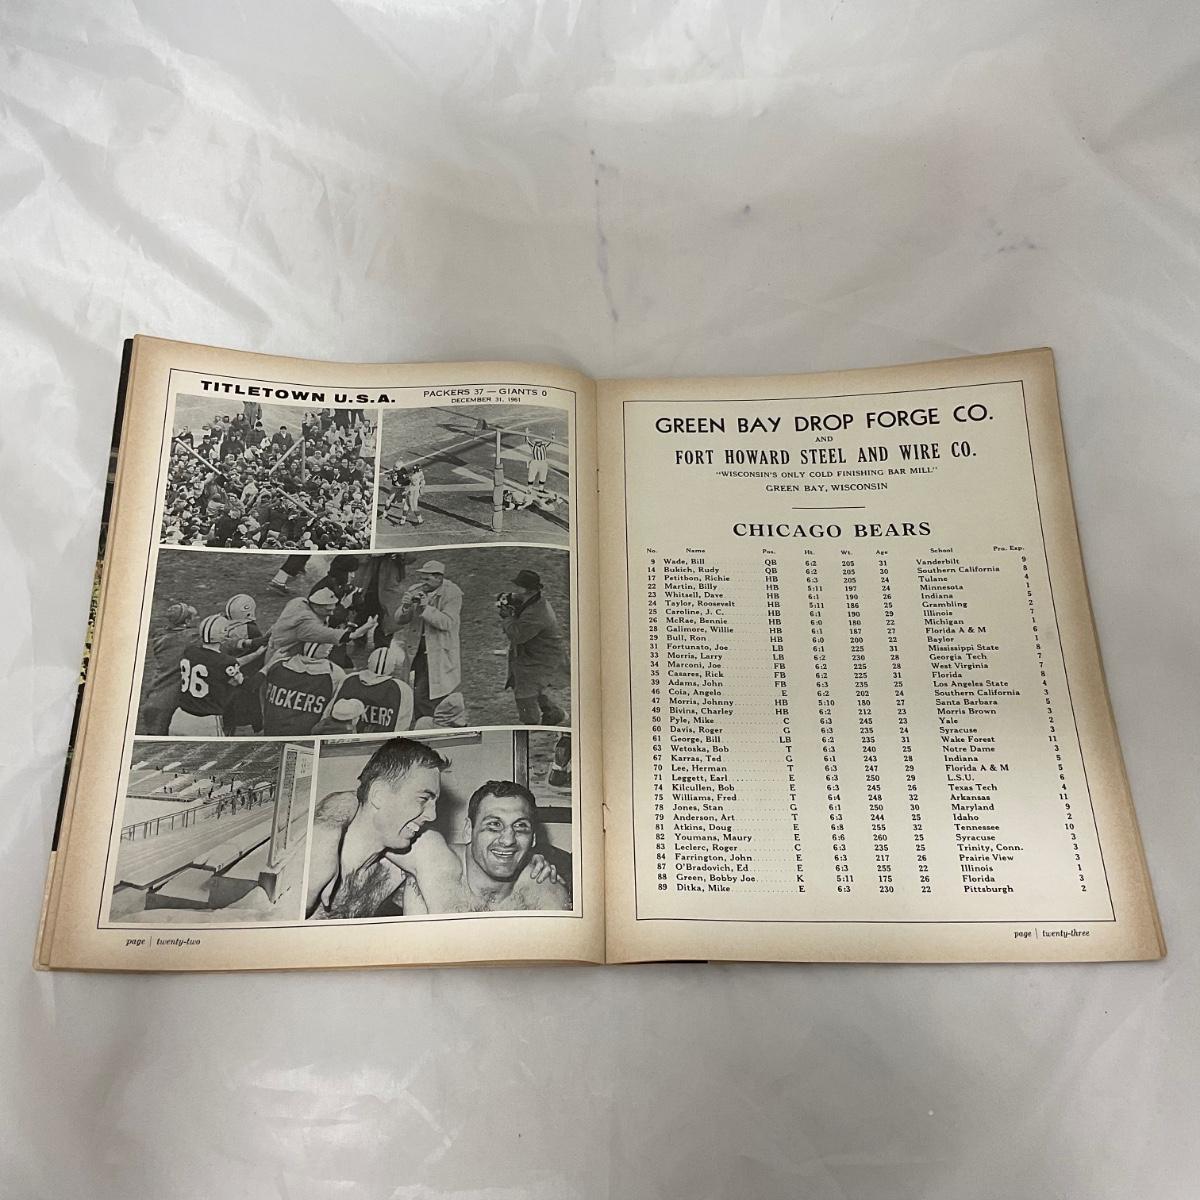 TITLETOWN U.S.A.
PACKERS 37 — GIANTS 0
DECEMBER 31, 1961
86
PACKERS
KERS
page | twenty-two
GREEN BAY DROP FORGE CO.
AND
FORT HOWARD STEEL AND WIRE CO.
"WISCONSIN'S ONLY COLD FINISHING BAR MILL"
GREEN BAY, WISCONSIN
CHICAGO BEARS
No. Name Pos. Ht. Wt. Age School Pro. Exp.
9 Wade, Bill QB 6:2 205 31 Vanderbilt 9
14 Bukich, Rudy QB 6:2 205 30 Southern California 8
17 Petitbon, Richie HB 6:3 205 24 Tulane 4
22 Martin, Billy HB 5:11 197 24 Minnesota 1
23 Whitsell, Dave HB 6:1 190 26 Indiana 5
24 Taylor, Roosevelt HB 5:11 186 25 Grambling 2
25 Caroline, J. C. HB 6:1 190 29 Illinois 7
26 McRae, Bennie HB 6:0 180 22 Michigan 1
28 Galimore, Willie HB 6:1 187 27 Florida A & M 6
29 Bull, Ron HB 6:0 200 22 Baylor 1
31 Fortunato, Joe LB 6:1 225 31 Mississippi State 8
33 Morris, Larry LB 6:2 230 28 Georgia Tech 7
34 Marconi, Joe FB 6:2 225 28 West Virginia 7
35 Casares, Rick FB 6:2 225 31 Florida 8
39 Adams, John FB 6:3 235 25 Los Angeles State 4
46 Coia, Angelo E 6:2 202 24 Southern California 3
47 Morris, Johnny HB 5:10 180 27 Santa Barbara 5
49 Bivins, Charley HB 6:2 212 23 Morris Brown 3
50 Pyle, Mike C 6:3 245 23 Yale 2
60 Davis, Roger G 6:3 235 24 Syracuse 3
61 George, Bill LB 6:2 235 31 Wake Forest 11
63 Wetoska, Bob T 6:3 240 25 Notre Dame 3
67 Karras, Ted G 6:1 243 28 Indiana 5
70 Lee, Herman T 6:3 247 29 Florida A & M 5
71 Leggett, Earl E 6:3 250 29 L.S.U. 6
74 Kilcullen, Bob E 6:3 245 26 Texas Tech 4
75 Williams, Fred T 6:4 248 32 Arkansas 11
78 Jones, Stan G 6:1 250 30 Maryland 9
79 Anderson, Art T 6:3 244 25 Idaho 2
81 Atkins, Doug E 6:8 255 32 Tennessee 10
82 Youmans, Maury E 6:6 260 25 Syracuse 3
83 Leclerc, Roger C 6:3 235 25 Trinity, Conn. 3
84 Farrington, John E 6:3 217 26 Prairie View 3
87 O'Bradovich, Ed E 6:3 255 22 Illinois 1
88 Green, Bobby Joe K 5:11 175 26 Florida 3
89 Ditka, Mike E 6:3 230 22 Pittsburgh 2
page | twenty-three